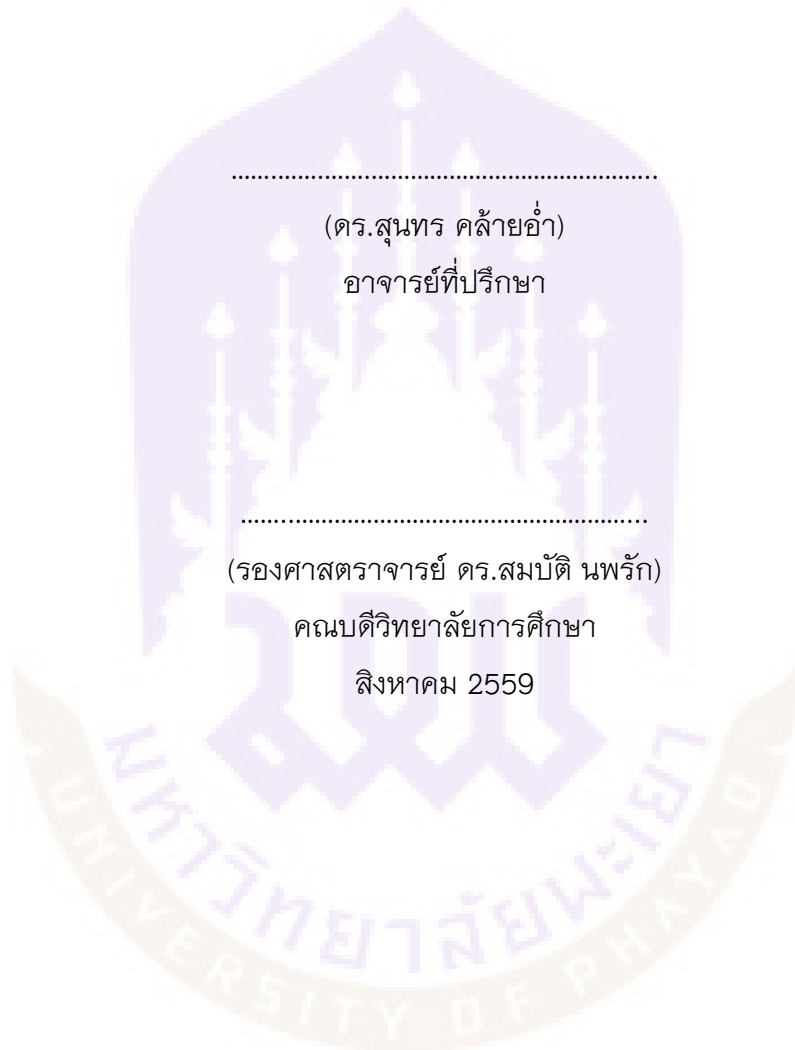 ................................................................
(ดร.สุนทร คล้ายอ่ำ)
อาจารย์ที่ปรึกษา
.............................................................
(รองศาสตราจารย์ ดร.สมบัติ นพรัก)
คณบดีวิทยาลัยการศึกษา
สิงหาคม 2559
มหาวิทยาลัยพะเยา
UNIVERSITY OF PHAYAO